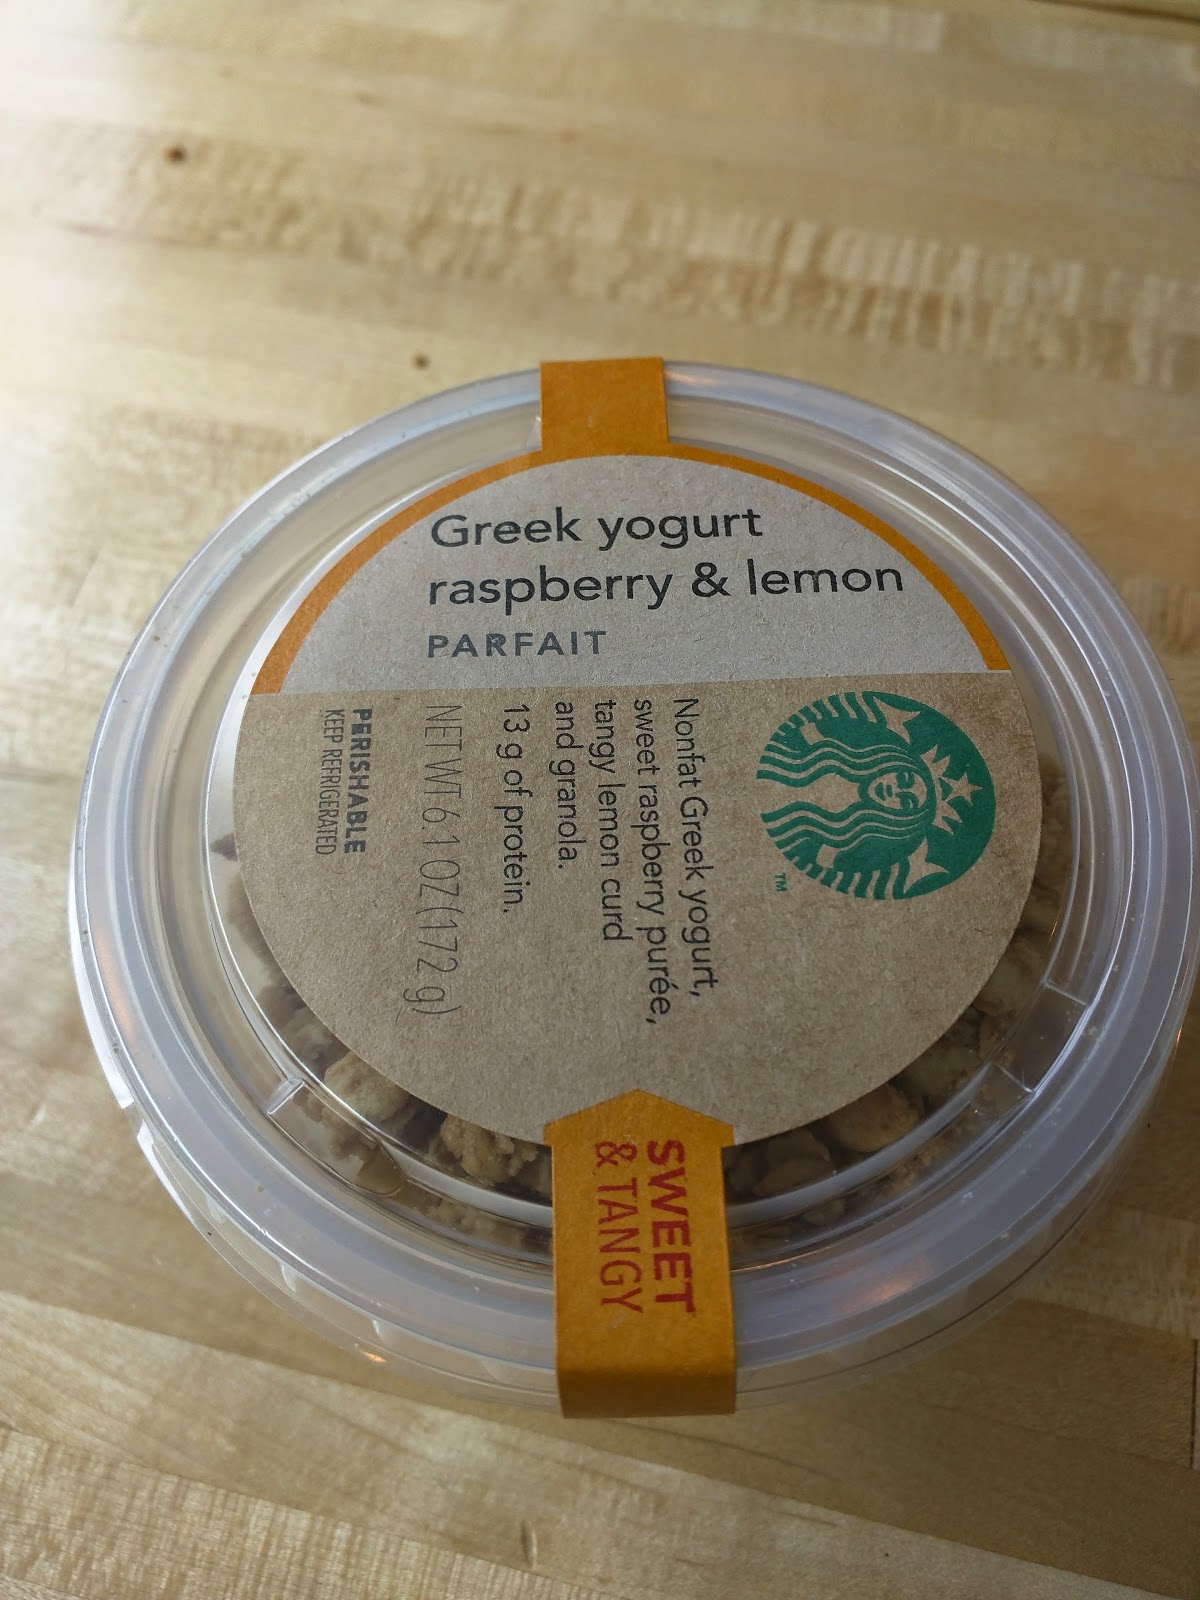 Greek yogurt
raspberry & lemon
PARFAIT
TM
Nonfat Greek yogurt,
sweet raspberry purée,
tangy lemon curd
and granola.
13 g of protein.
NET WT 6.1 OZ (172 g)
PERISHABLE
KEEP REFRIGERATED
SWEET
& TANGY